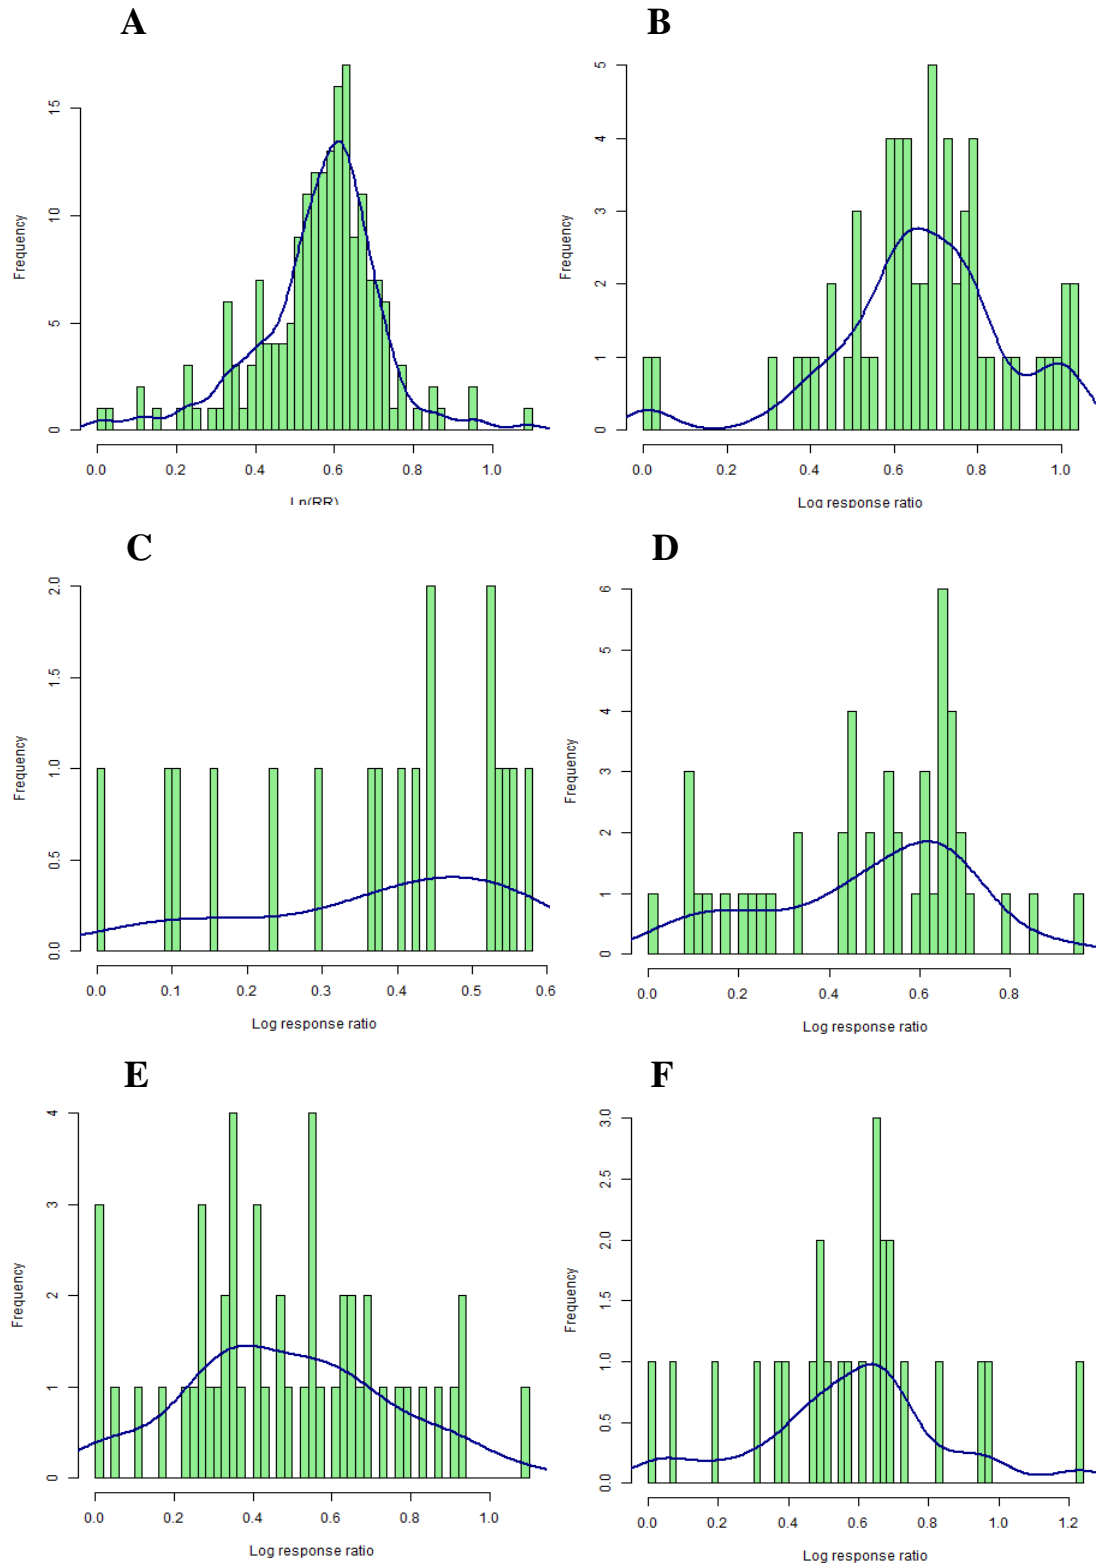 A
B
Frequency
0
5
10
15
0.0 0.2 0.4 0.6 0.8 1.0
Ln(RR)
Frequency
0 1 2 3 4 5
0.0 0.2 0.4 0.6 0.8 1.0
Log response ratio
C
D
Frequency
0.0 0.5 1.0 1.5 2.0
0.0 0.1 0.2 0.3 0.4 0.5 0.6
Log response ratio
Frequency
0 1 2 3 4 5 6
0.0 0.2 0.4 0.6 0.8
Log response ratio
E
F
Frequency
0 1 2 3 4
0.0 0.2 0.4 0.6 0.8 1.0
Log response ratio
Frequency
0.0 0.5 1.0 1.5 2.0 2.5 3.0
0.0 0.2 0.4 0.6 0.8 1.0 1.2
Log response ratio